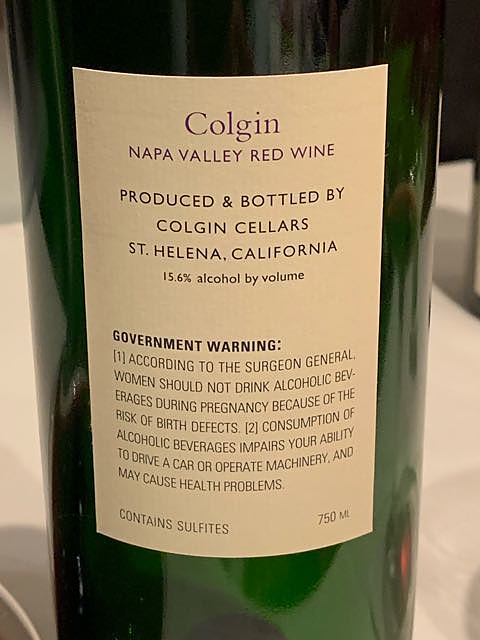 Colgin
NAPA VALLEY RED WINE
PRODUCED & BOTTLED BY
COLGIN CELLARS
ST. HELENA, CALIFORNIA
15.6% alcohol by volume
GOVERNMENT WARNING:
[1] ACCORDING TO THE SURGEON GENERAL,
WOMEN SHOULD NOT DRINK ALCOHOLIC BEV-
ERAGES DURING PREGNANCY BECAUSE OF THE
RISK OF BIRTH DEFECTS. [2] CONSUMPTION OF
ALCOHOLIC BEVERAGES IMPAIRS YOUR ABILITY
TO DRIVE A CAR OR OPERATE MACHINERY, AND
MAY CAUSE HEALTH PROBLEMS.
CONTAINS SULFITES 750 ML